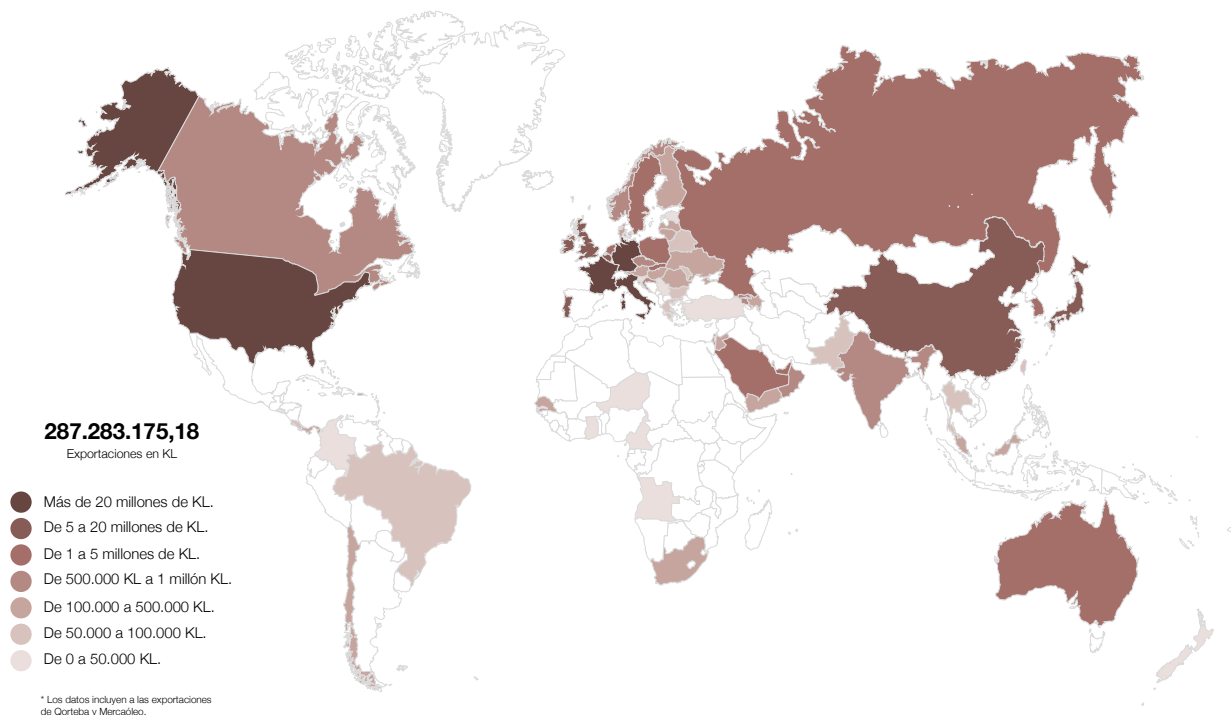 287.283.175,18
Exportaciones en KL
Más de 20 millones de KL.
De 5 a 20 millones de KL.
De 1 a 5 millones de KL.
De 500.000 KL a 1 millón KL.
De 100.000 a 500.000 KL.
De 50.000 a 100.000 KL.
De 0 a 50.000 KL.
* Los datos incluyen a las exportaciones
de Qorteba y Mercaóleo.